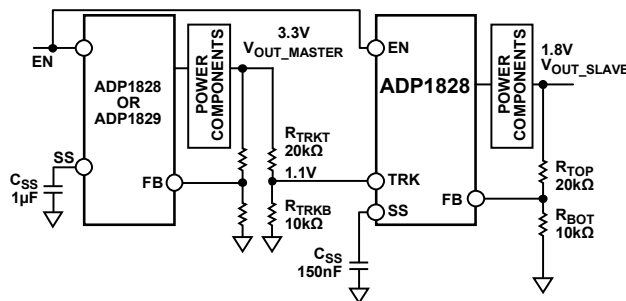 EN
ADP1828
OR
ADP1829
SS
CSS
1µF
FB
POWER
COMPONENTS
3.3V
VOUT_MASTER
RTRKT
20kΩ
1.1V
RTRKB
10kΩ
EN
ADP1828
TRK
SS
FB
CSS
150nF
POWER
COMPONENTS
1.8V
VOUT_SLAVE
RTOP
20kΩ
RBOT
10kΩ